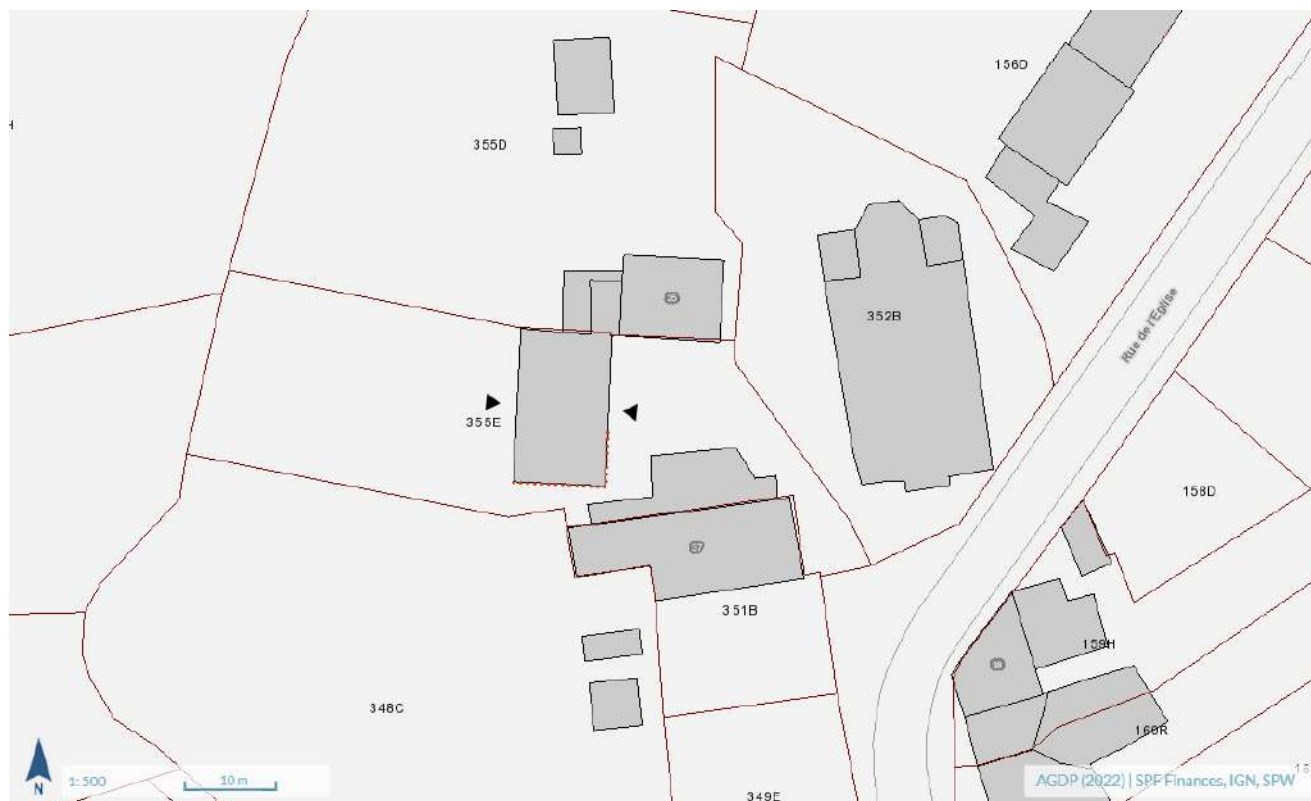 156D
355D
352B
Rue de l'Eglise
355E
158D
37
351B
159H
348C
160R
349E
N
1: 500
10 m
AGDP (2022) | SPF Finances, IGN, SPW